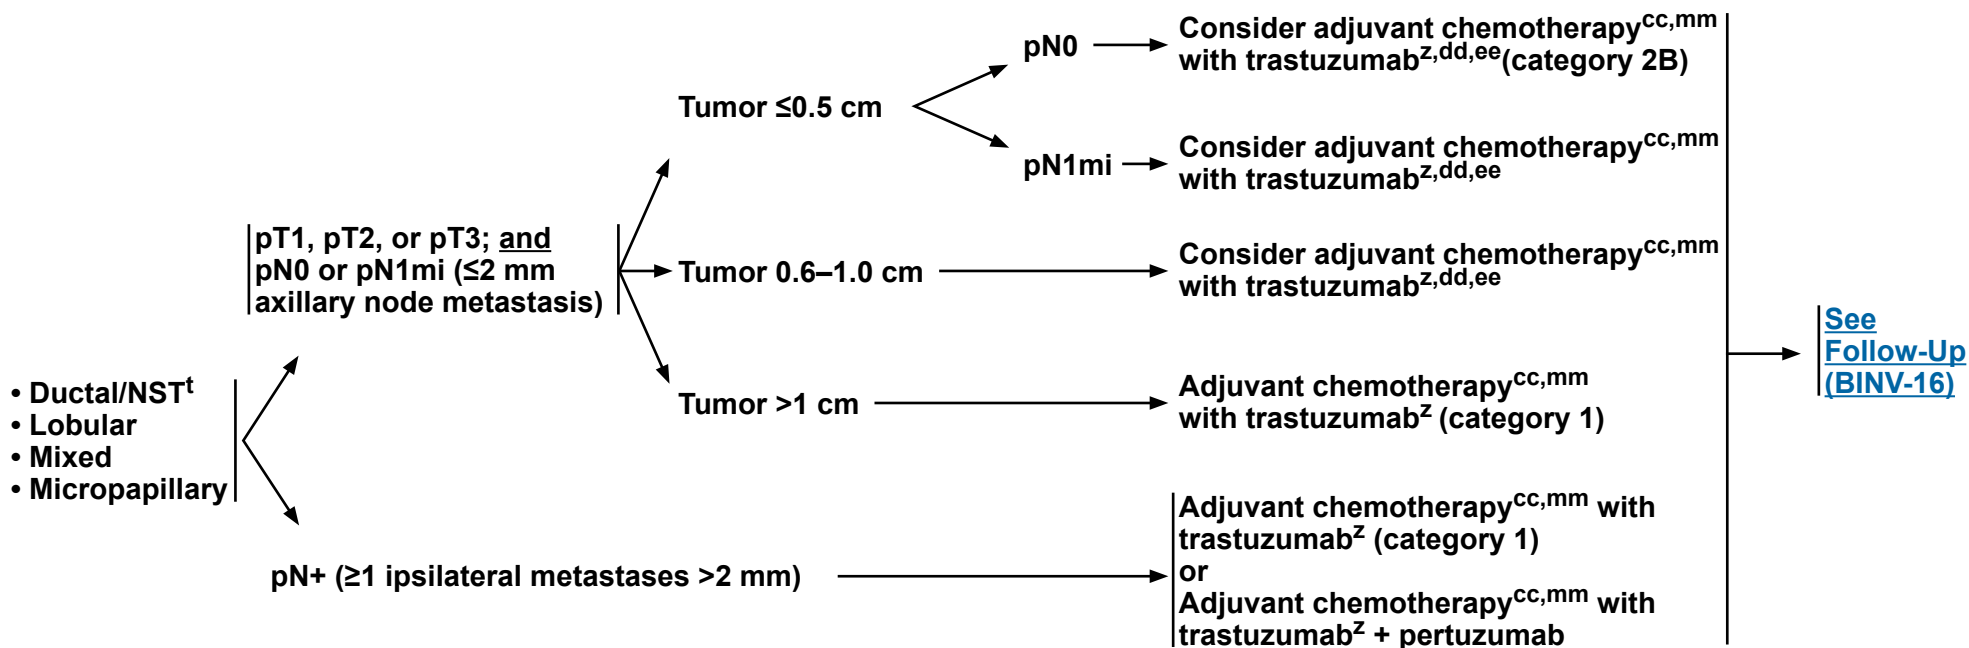 • Ductal/NSTt
• Lobular
• Mixed
• Micropapillary
pT1, pT2, or pT3; and
pN0 or pN1mi (≤2 mm
axillary node metastasis)
Tumor ≤0.5 cm
pN0
Consider adjuvant chemotherapycc,mm
with trastuzumabz,dd,ee(category 2B)
pN1mi
Consider adjuvant chemotherapycc,mm
with trastuzumabz,dd,ee
Tumor 0.6–1.0 cm
Consider adjuvant chemotherapycc,mm
with trastuzumabz,dd,ee
Tumor >1 cm
Adjuvant chemotherapycc,mm
with trastuzumabz (category 1)
pN+ (≥1 ipsilateral metastases >2 mm)
Adjuvant chemotherapycc,mm with
trastuzumabz (category 1)
or
Adjuvant chemotherapycc,mm with
trastuzumabz + pertuzumab
See
Follow-Up
(BINV-16)